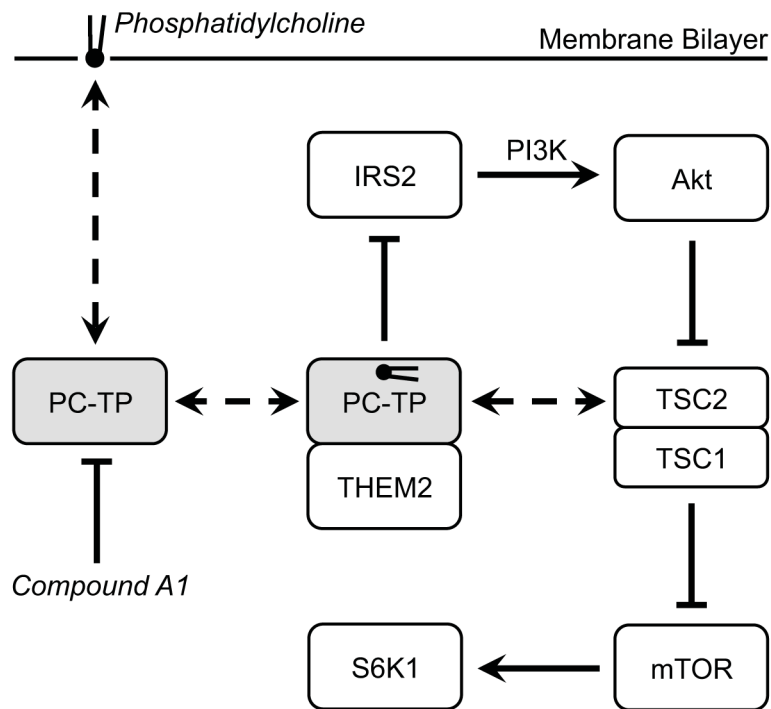 Phosphatidylcholine
Membrane Bilayer
IRS2
PI3K
Akt
PC-TP
PC-TP
THEM2
TSC2
TSC1
Compound A1
S6K1
mTOR